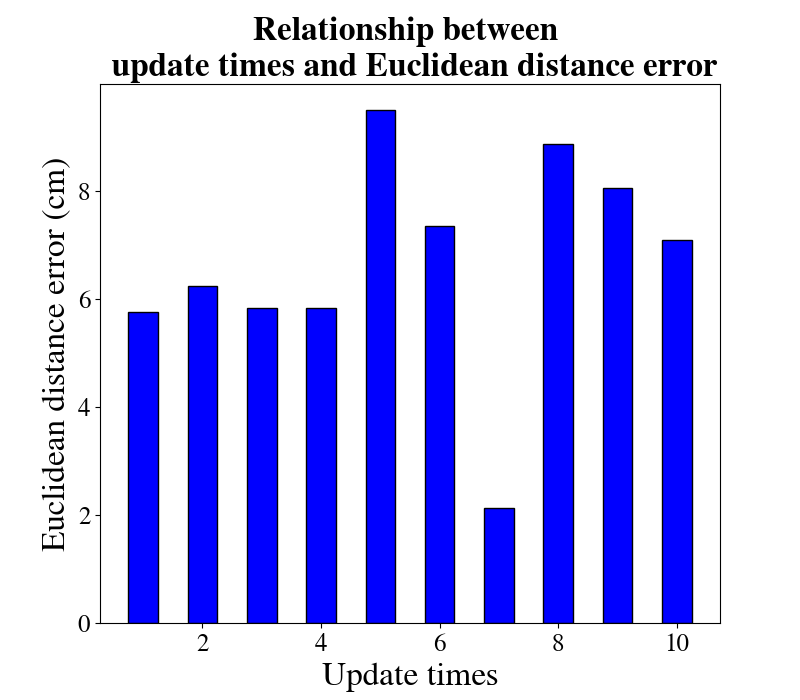 Relationship between
update times and Euclidean distance error
Euclidean distance error (cm)
8
6
4
2
0
2 4 6 8 10
Update times